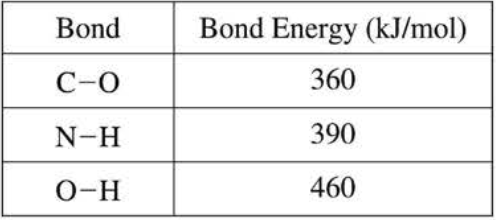 Bond Bond Energy (kJ/mol)
C−O 360
N−H 390
O−H 460